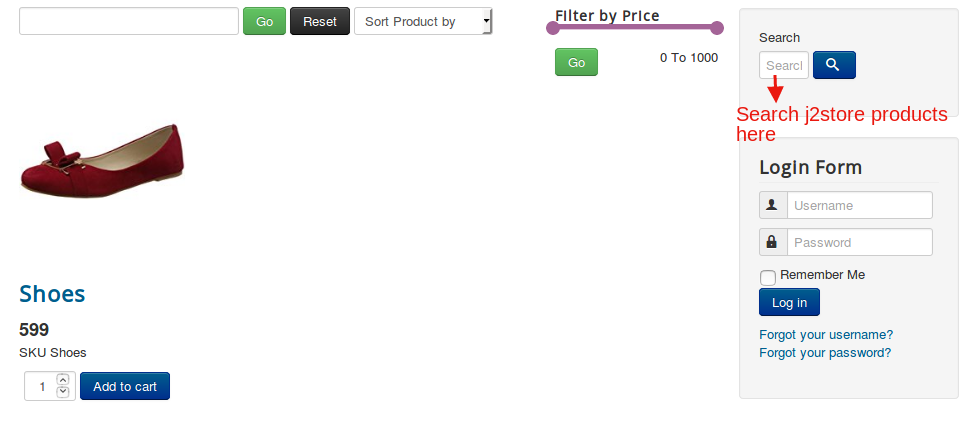 Go
Reset
Sort Product by
Filter by Price
Go
0 To 1000
Search
Search
Search j2store products
here
Login Form
Username
Password
Remember Me
Log in
Forgot your username?
Forgot your password?
Shoes
599
SKU Shoes
1
Add to cart